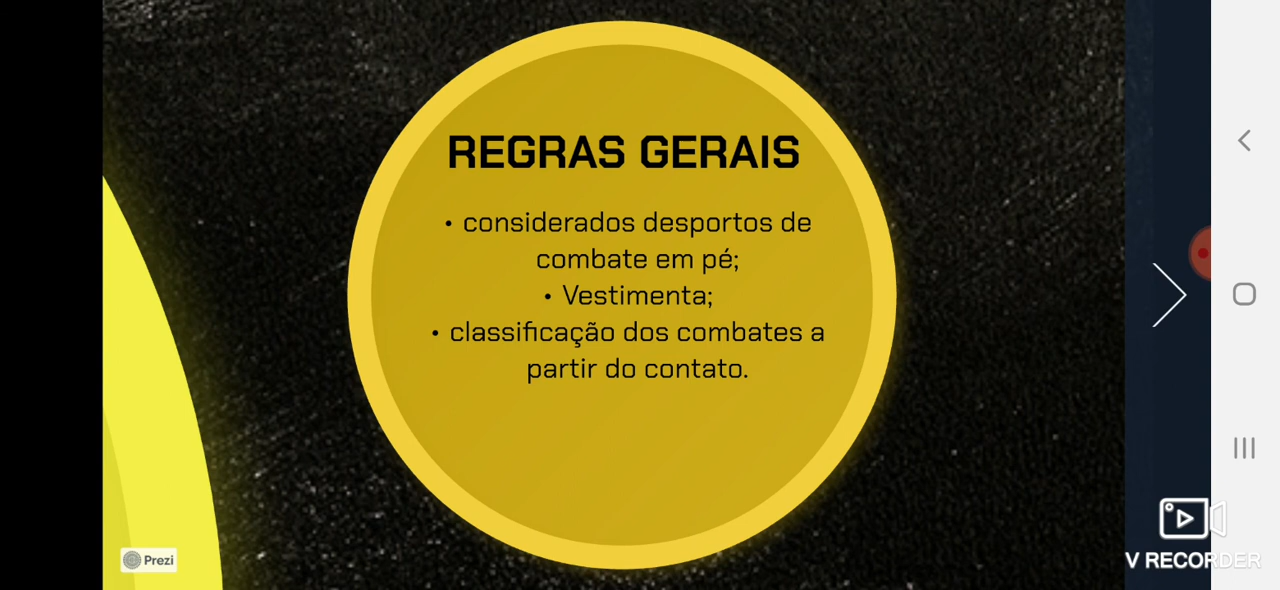 REGRAS GERAIS
• considerados desportos de
combate em pé;
• Vestimenta;
• classificação dos combates a
partir do contato.
Prezi
V RECORDER